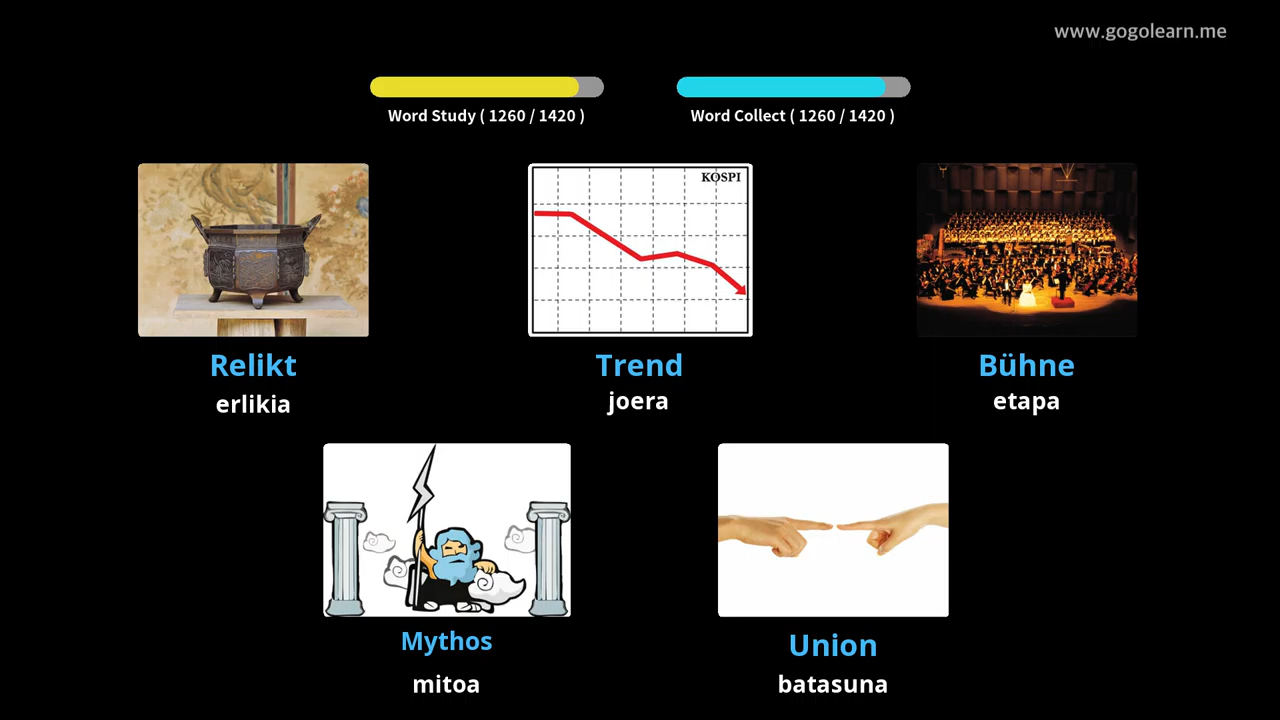 www.gogolearn.me
Word Study ( 1260 / 1420 )
Word Collect ( 1260 / 1420 )
KOSPI
Relikt
erlikia
Trend
joera
Bühne
etapa
Mythos
mitoa
Union
batasuna